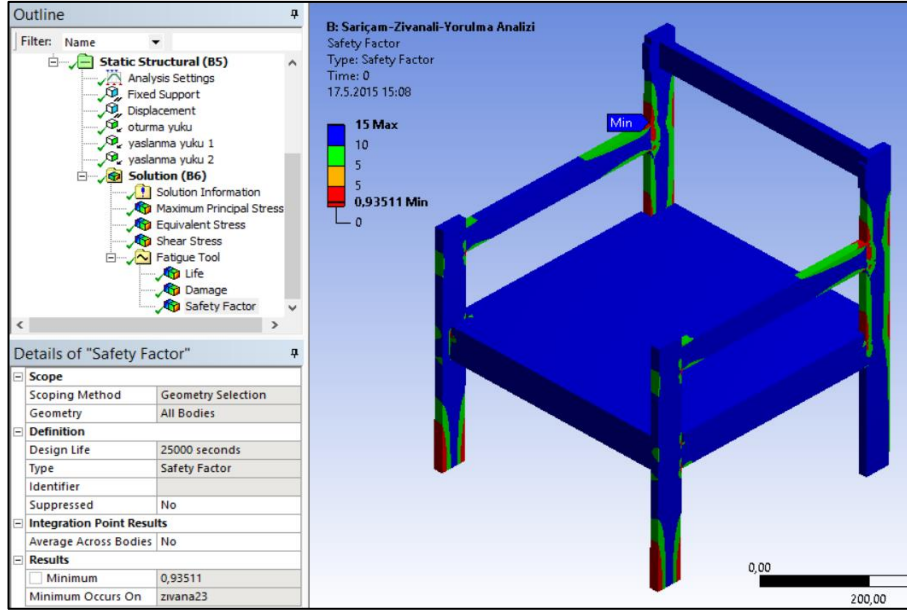 Outline
Filter: Name
Static Structural (B5)
Analysis Settings
Fixed Support
Displacement
oturma yuku
yaslanma yuku 1
yaslanma yuku 2
Solution (B6)
Solution Information
Maximum Principal Stress
Equivalent Stress
Shear Stress
Fatigue Tool
Life
Damage
Safety Factor
Details of "Safety Factor"
Scope
Scoping Method Geometry Selection
Geometry All Bodies
Definition
Design Life 25000 seconds
Type Safety Factor
Identifier
Suppressed No
Integration Point Results
Average Across Bodies No
Results
Minimum 0,93511
Minimum Occurs On zıvana23
B: Sariçam-Zivanali-Yorulma Analizi
Safety Factor
Type: Safety Factor
Time: 0
17.5.2015 15:08
15 Max
10
5
5
0,93511 Min
0
Min
0,00
200,00